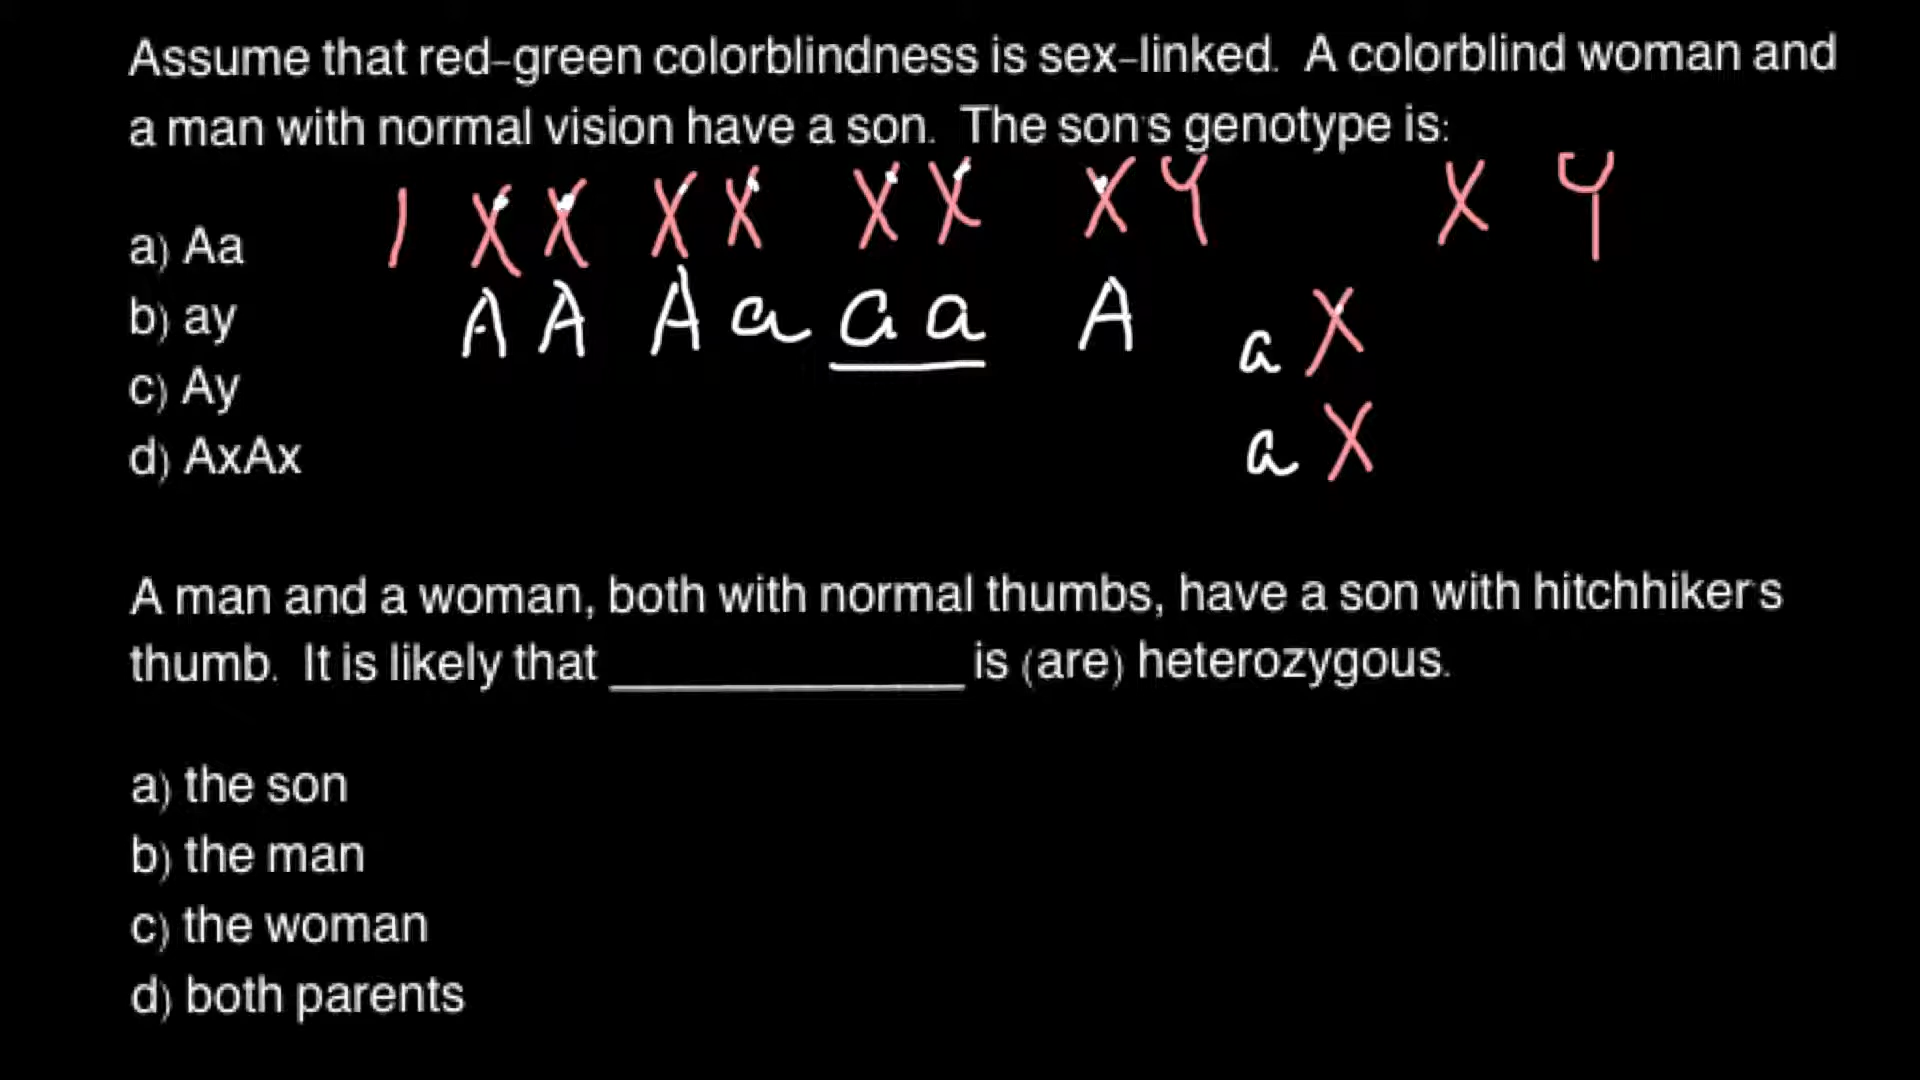 Assume that red-green colorblindness is sex-linked. A colorblind woman and
a man with normal vision have a son. The son's genotype is:
1 X X X X X X X Y X Y
a) Aa
A A A a a a A a X
b) ay
c) Ay
a X
d) AxAx
A man and a woman, both with normal thumbs, have a son with hitchhiker's
thumb. It is likely that ______________ is (are) heterozygous.
a) the son
b) the man
c) the woman
d) both parents